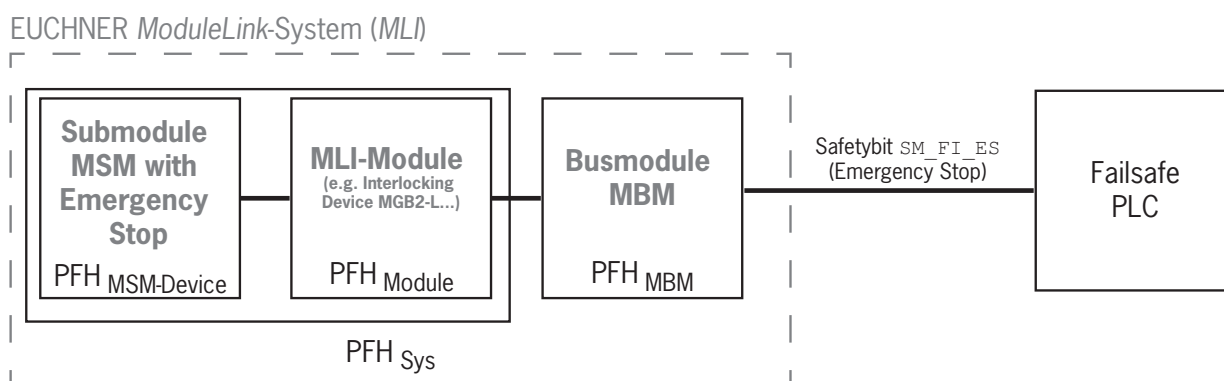 EUCHNER ModuleLink-System (MLI)
Submodule
MSM with
Emergency
Stop
PFH MSM-Device
MLI-Module
(e.g. Interlocking
Device MGB2-L...)
PFH Module
PFH Sys
Busmodule
MBM
PFH MBM
Safetybit SM_FI_ES
(Emergency Stop)
Failsafe
PLC